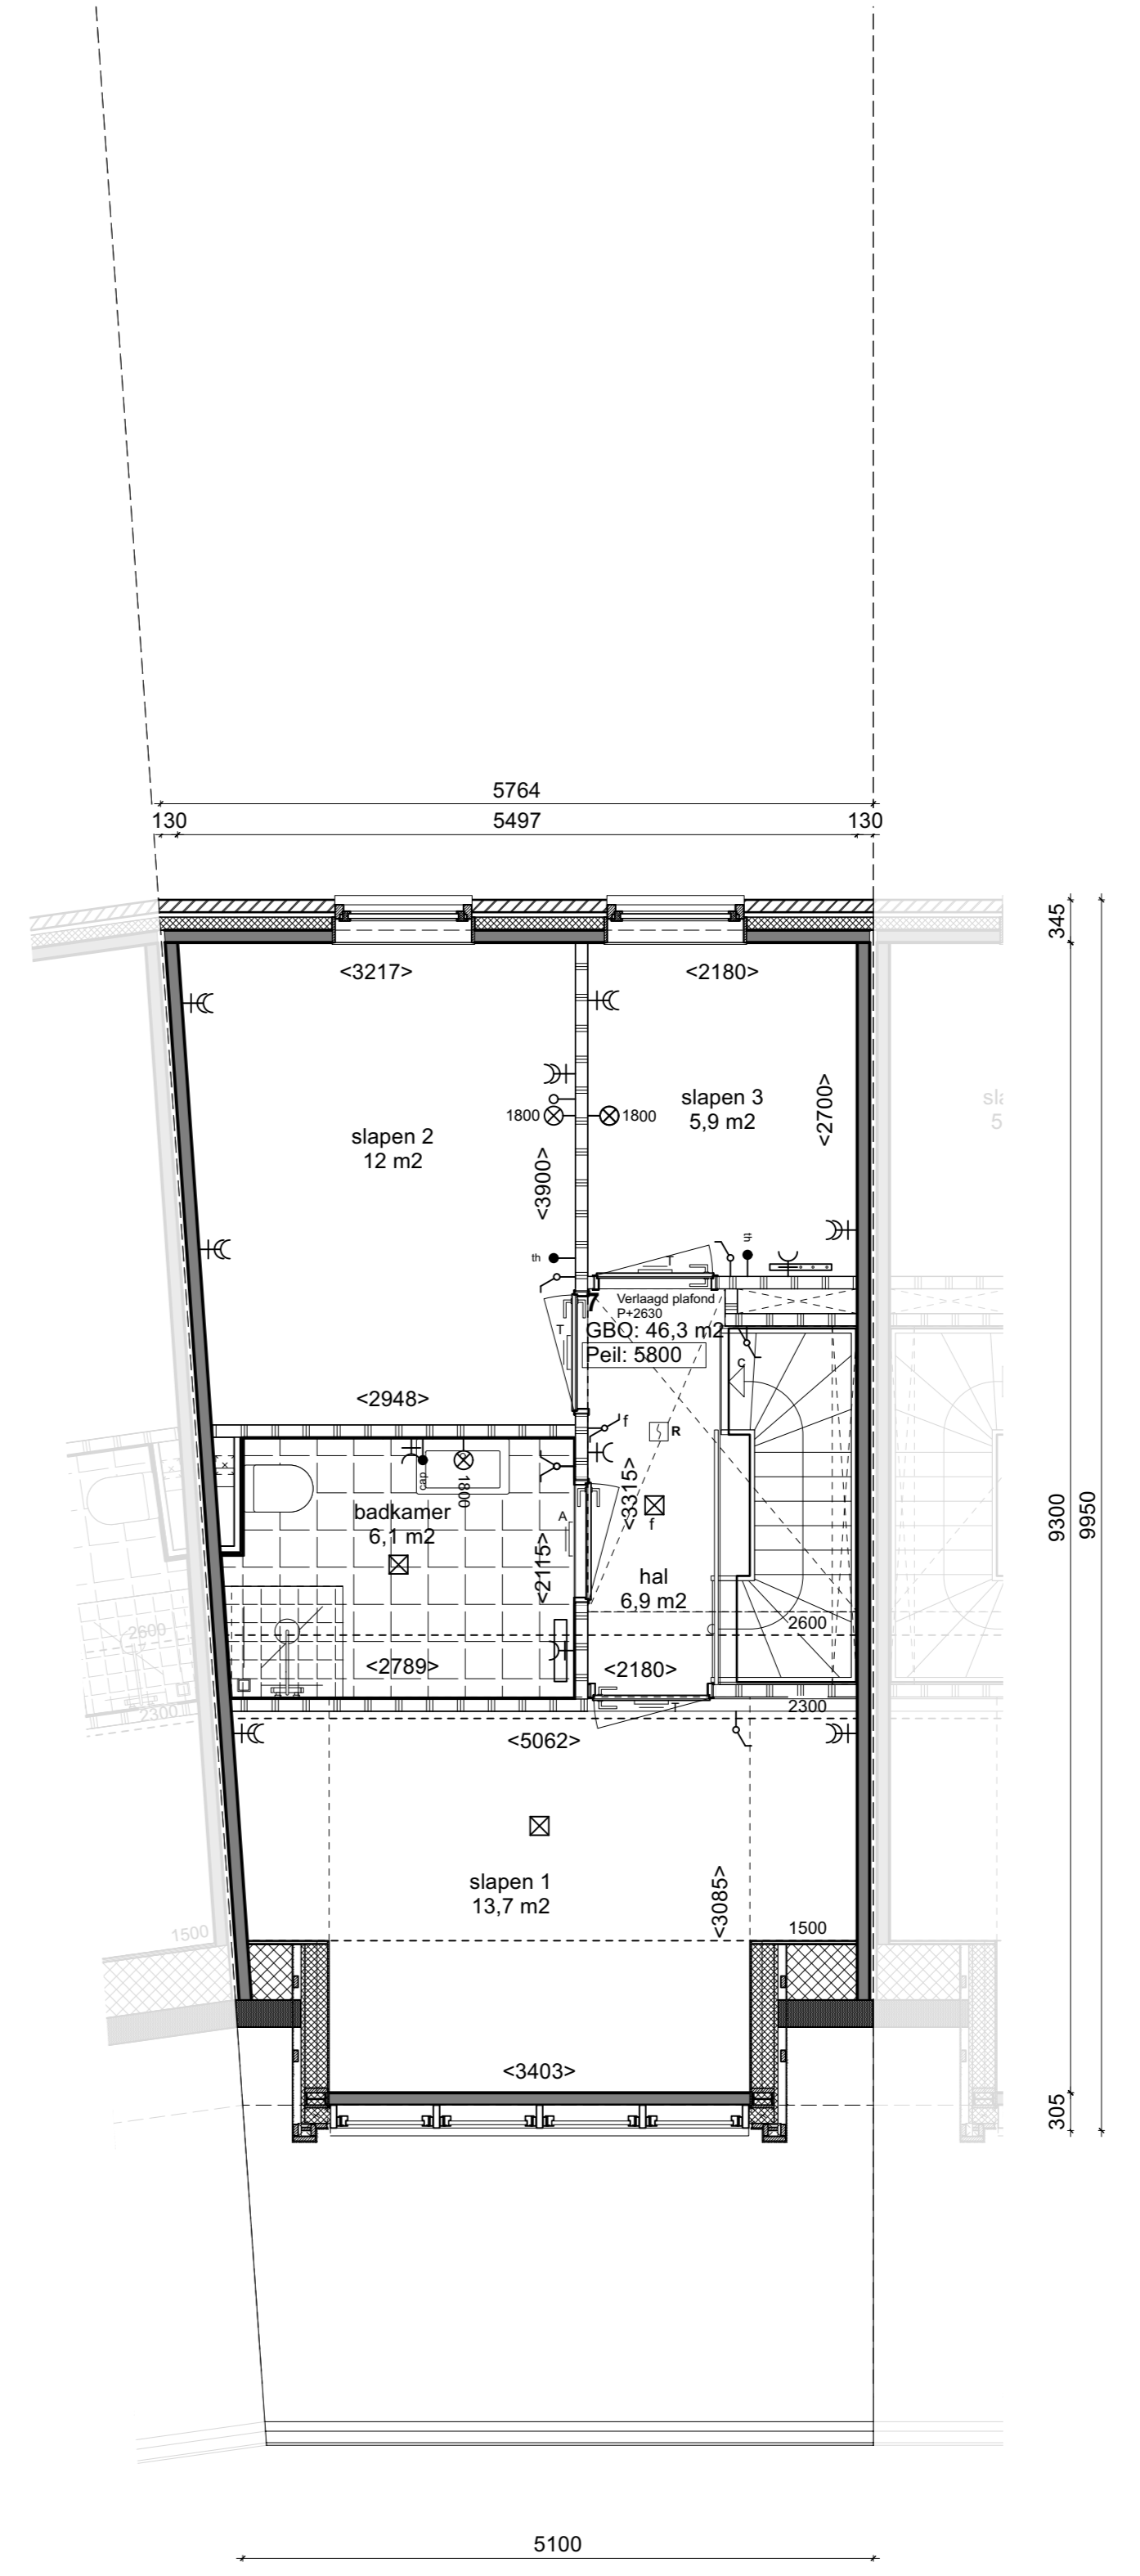 5764
130
5497
130
345
<3217>
<2180>
slapen 3
5,9 m2
<2700>
1800
1800
slapen 2
12 m2
<3900>
th
th
T
7
Verlaagd plafond
P+2630
GBO: 46,3 m2
Peil: 5800
T
C
<2948>
f
R
cap
1800
badkamer
6,1 m2
A
<2115>
<3315>
f
hal
6,9 m2
9300
9950
2600
2600
<2789>
<2180>
2300
T
2300
<5062>
slapen 1
13,7 m2
<3085>
1500
1500
<3403>
305
5100